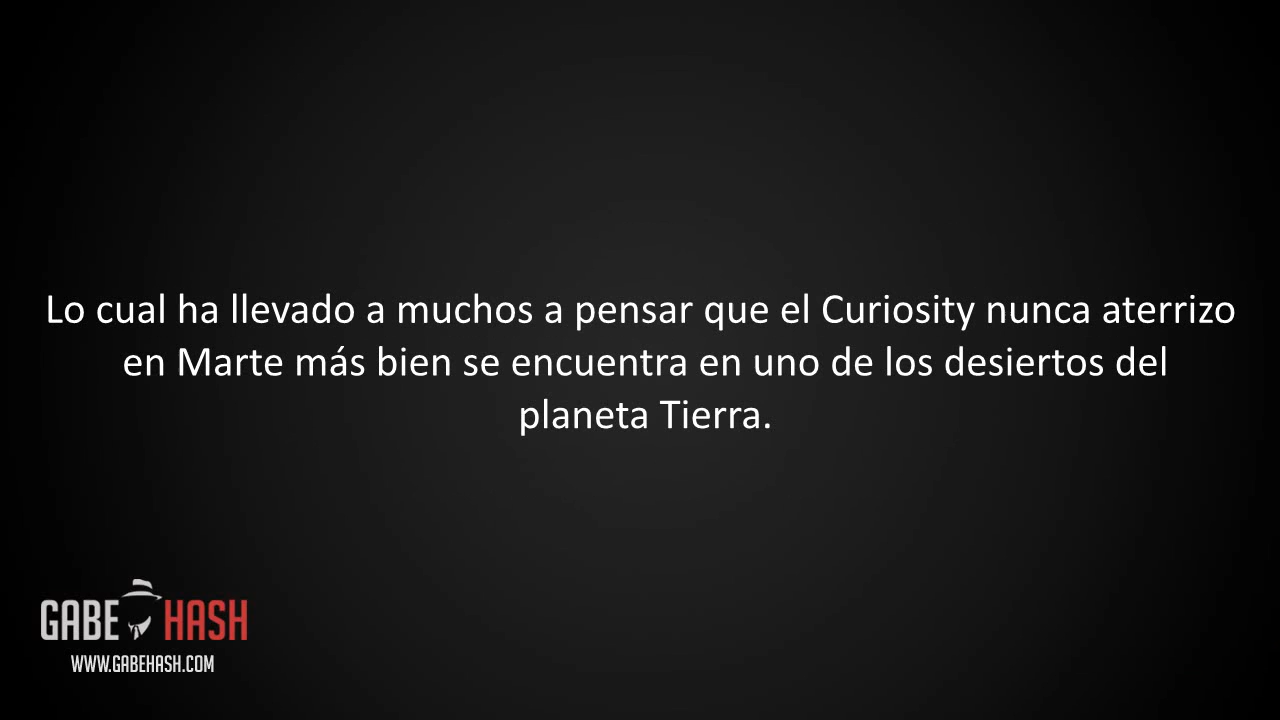 Lo cual ha llevado a muchos a pensar que el Curiosity nunca aterrizo
en Marte más bien se encuentra en uno de los desiertos del
planeta Tierra.
GABE HASH
WWW.GABEHASH.COM